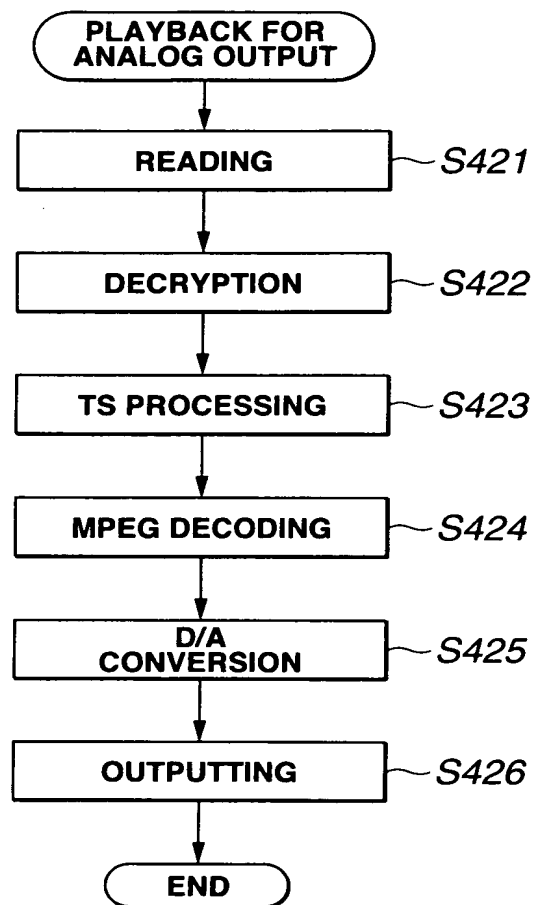 PLAYBACK FOR
ANALOG OUTPUT
READING
S421
DECRYPTION
S422
TS PROCESSING
S423
MPEG DECODING
S424
D/A
CONVERSION
S425
OUTPUTTING
S426
END